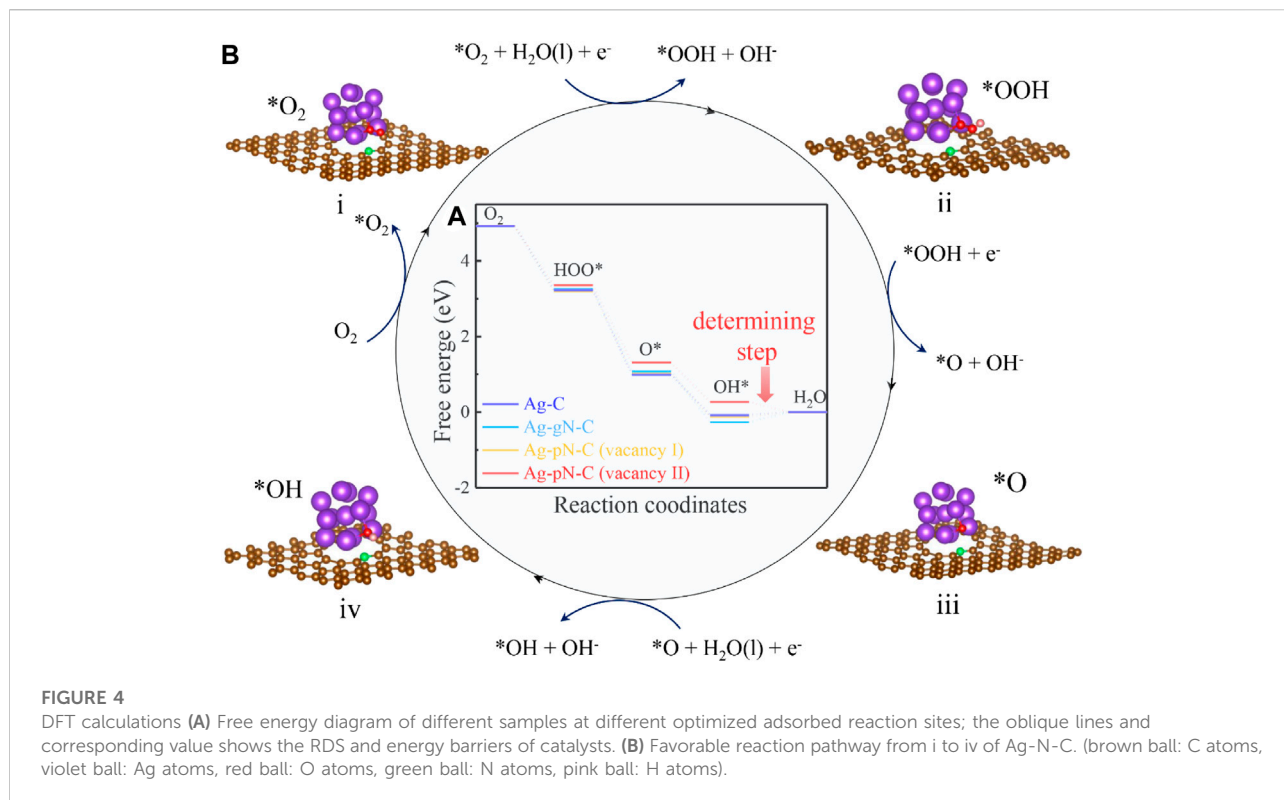 B
*O₂ + H₂O(l) + e⁻
*OOH + OH⁻
*O₂
*OOH
i
ii
*O₂
O₂
*OOH + e⁻
*O + OH⁻
A
O₂
HOO*
O*
OH*
H₂O
determining
step
4
2
0
-2
Free energe (eV)
Ag-C
Ag-gN-C
Ag-pN-C (vacancy I)
Ag-pN-C (vacancy II)
Reaction coodinates
*OH
*O
iv
iii
*OH + OH⁻
*O + H₂O(l) + e⁻
FIGURE 4
DFT calculations (A) Free energy diagram of different samples at different optimized adsorbed reaction sites; the oblique lines and
corresponding value shows the RDS and energy barriers of catalysts. (B) Favorable reaction pathway from i to iv of Ag-N-C. (brown ball: C atoms,
violet ball: Ag atoms, red ball: O atoms, green ball: N atoms, pink ball: H atoms).